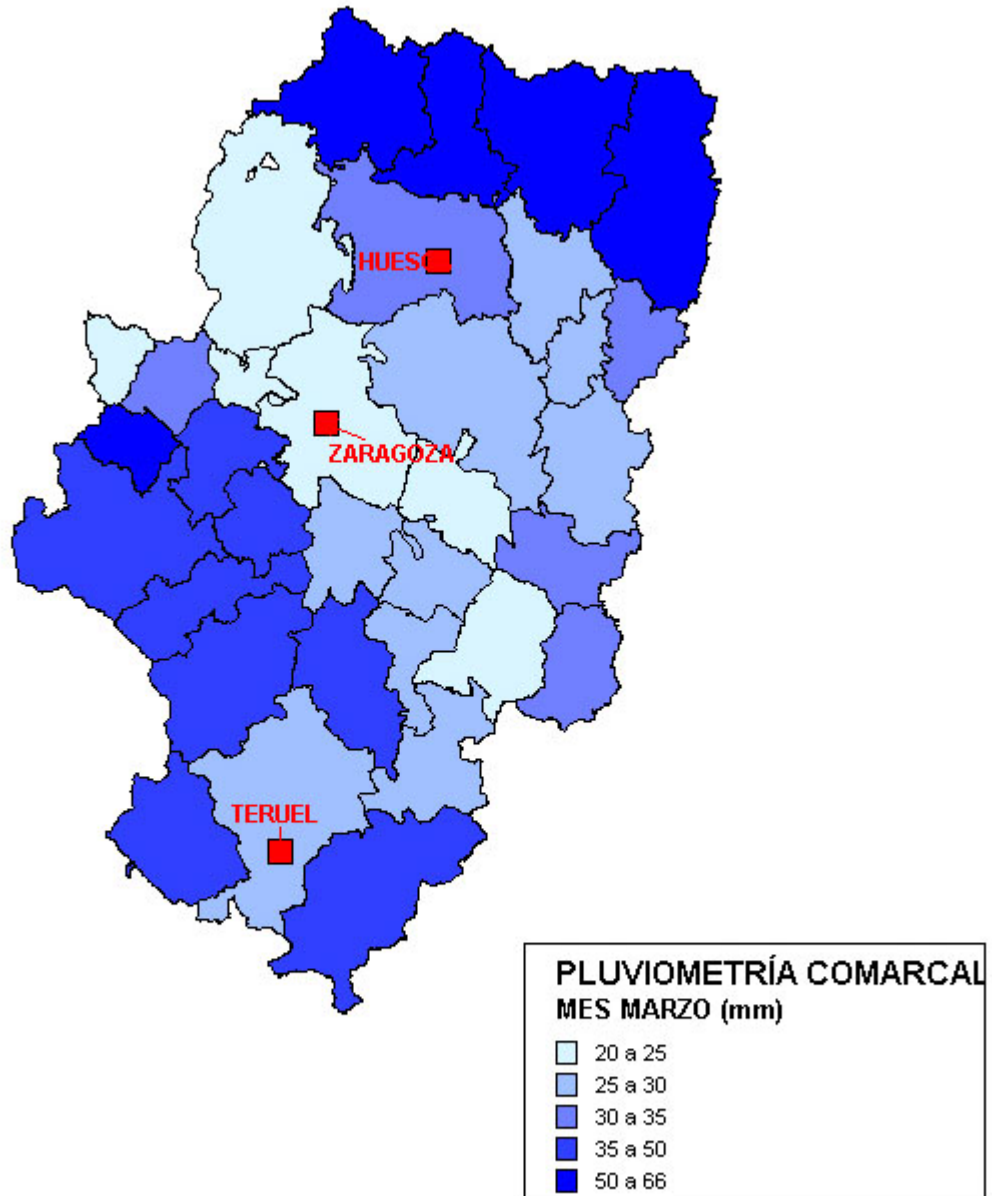 HUESC
ZARAGOZA
TERUEL
PLUVIOMETRÍA COMARCAL
MES MARZO (mm)
20 a 25
25 a 30
30 a 35
35 a 50
50 a 66